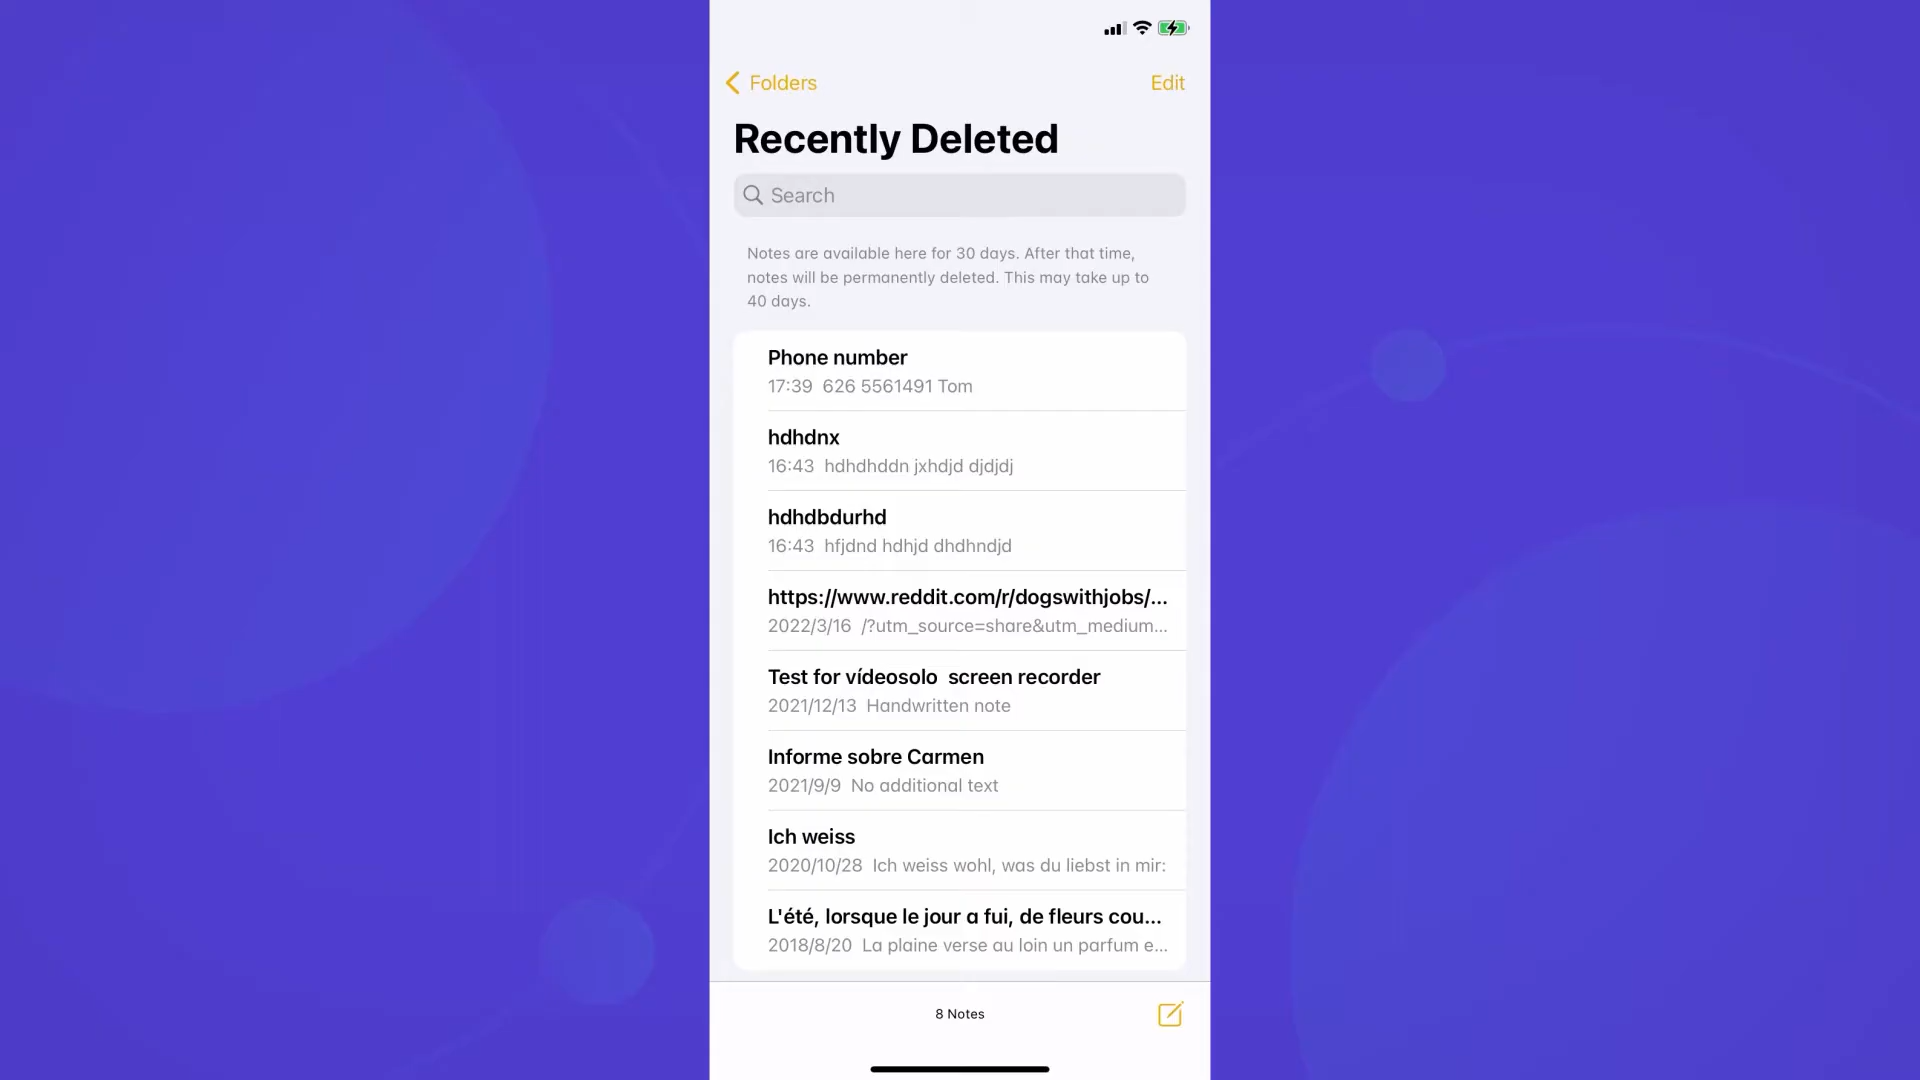 Folders
Edit
Recently Deleted
Search
Notes are available here for 30 days. After that time,
notes will be permanently deleted. This may take up to
40 days.
Phone number
17:39 626 5561491 Tom
hdhdnx
16:43 hdhdhddn jxhdjd djdjdj
hdhdbdurhd
16:43 hfjdnd hdhjd dhdhndjd
https://www.reddit.com/r/dogswithjobs/...
2022/3/16 /?utm_source=share&utm_medium...
Test for vídeosolo screen recorder
2021/12/13 Handwritten note
Informe sobre Carmen
2021/9/9 No additional text
Ich weiss
2020/10/28 Ich weiss wohl, was du liebst in mir:
L'été, lorsque le jour a fui, de fleurs cou...
2018/8/20 La plaine verse au loin un parfum e...
8 Notes